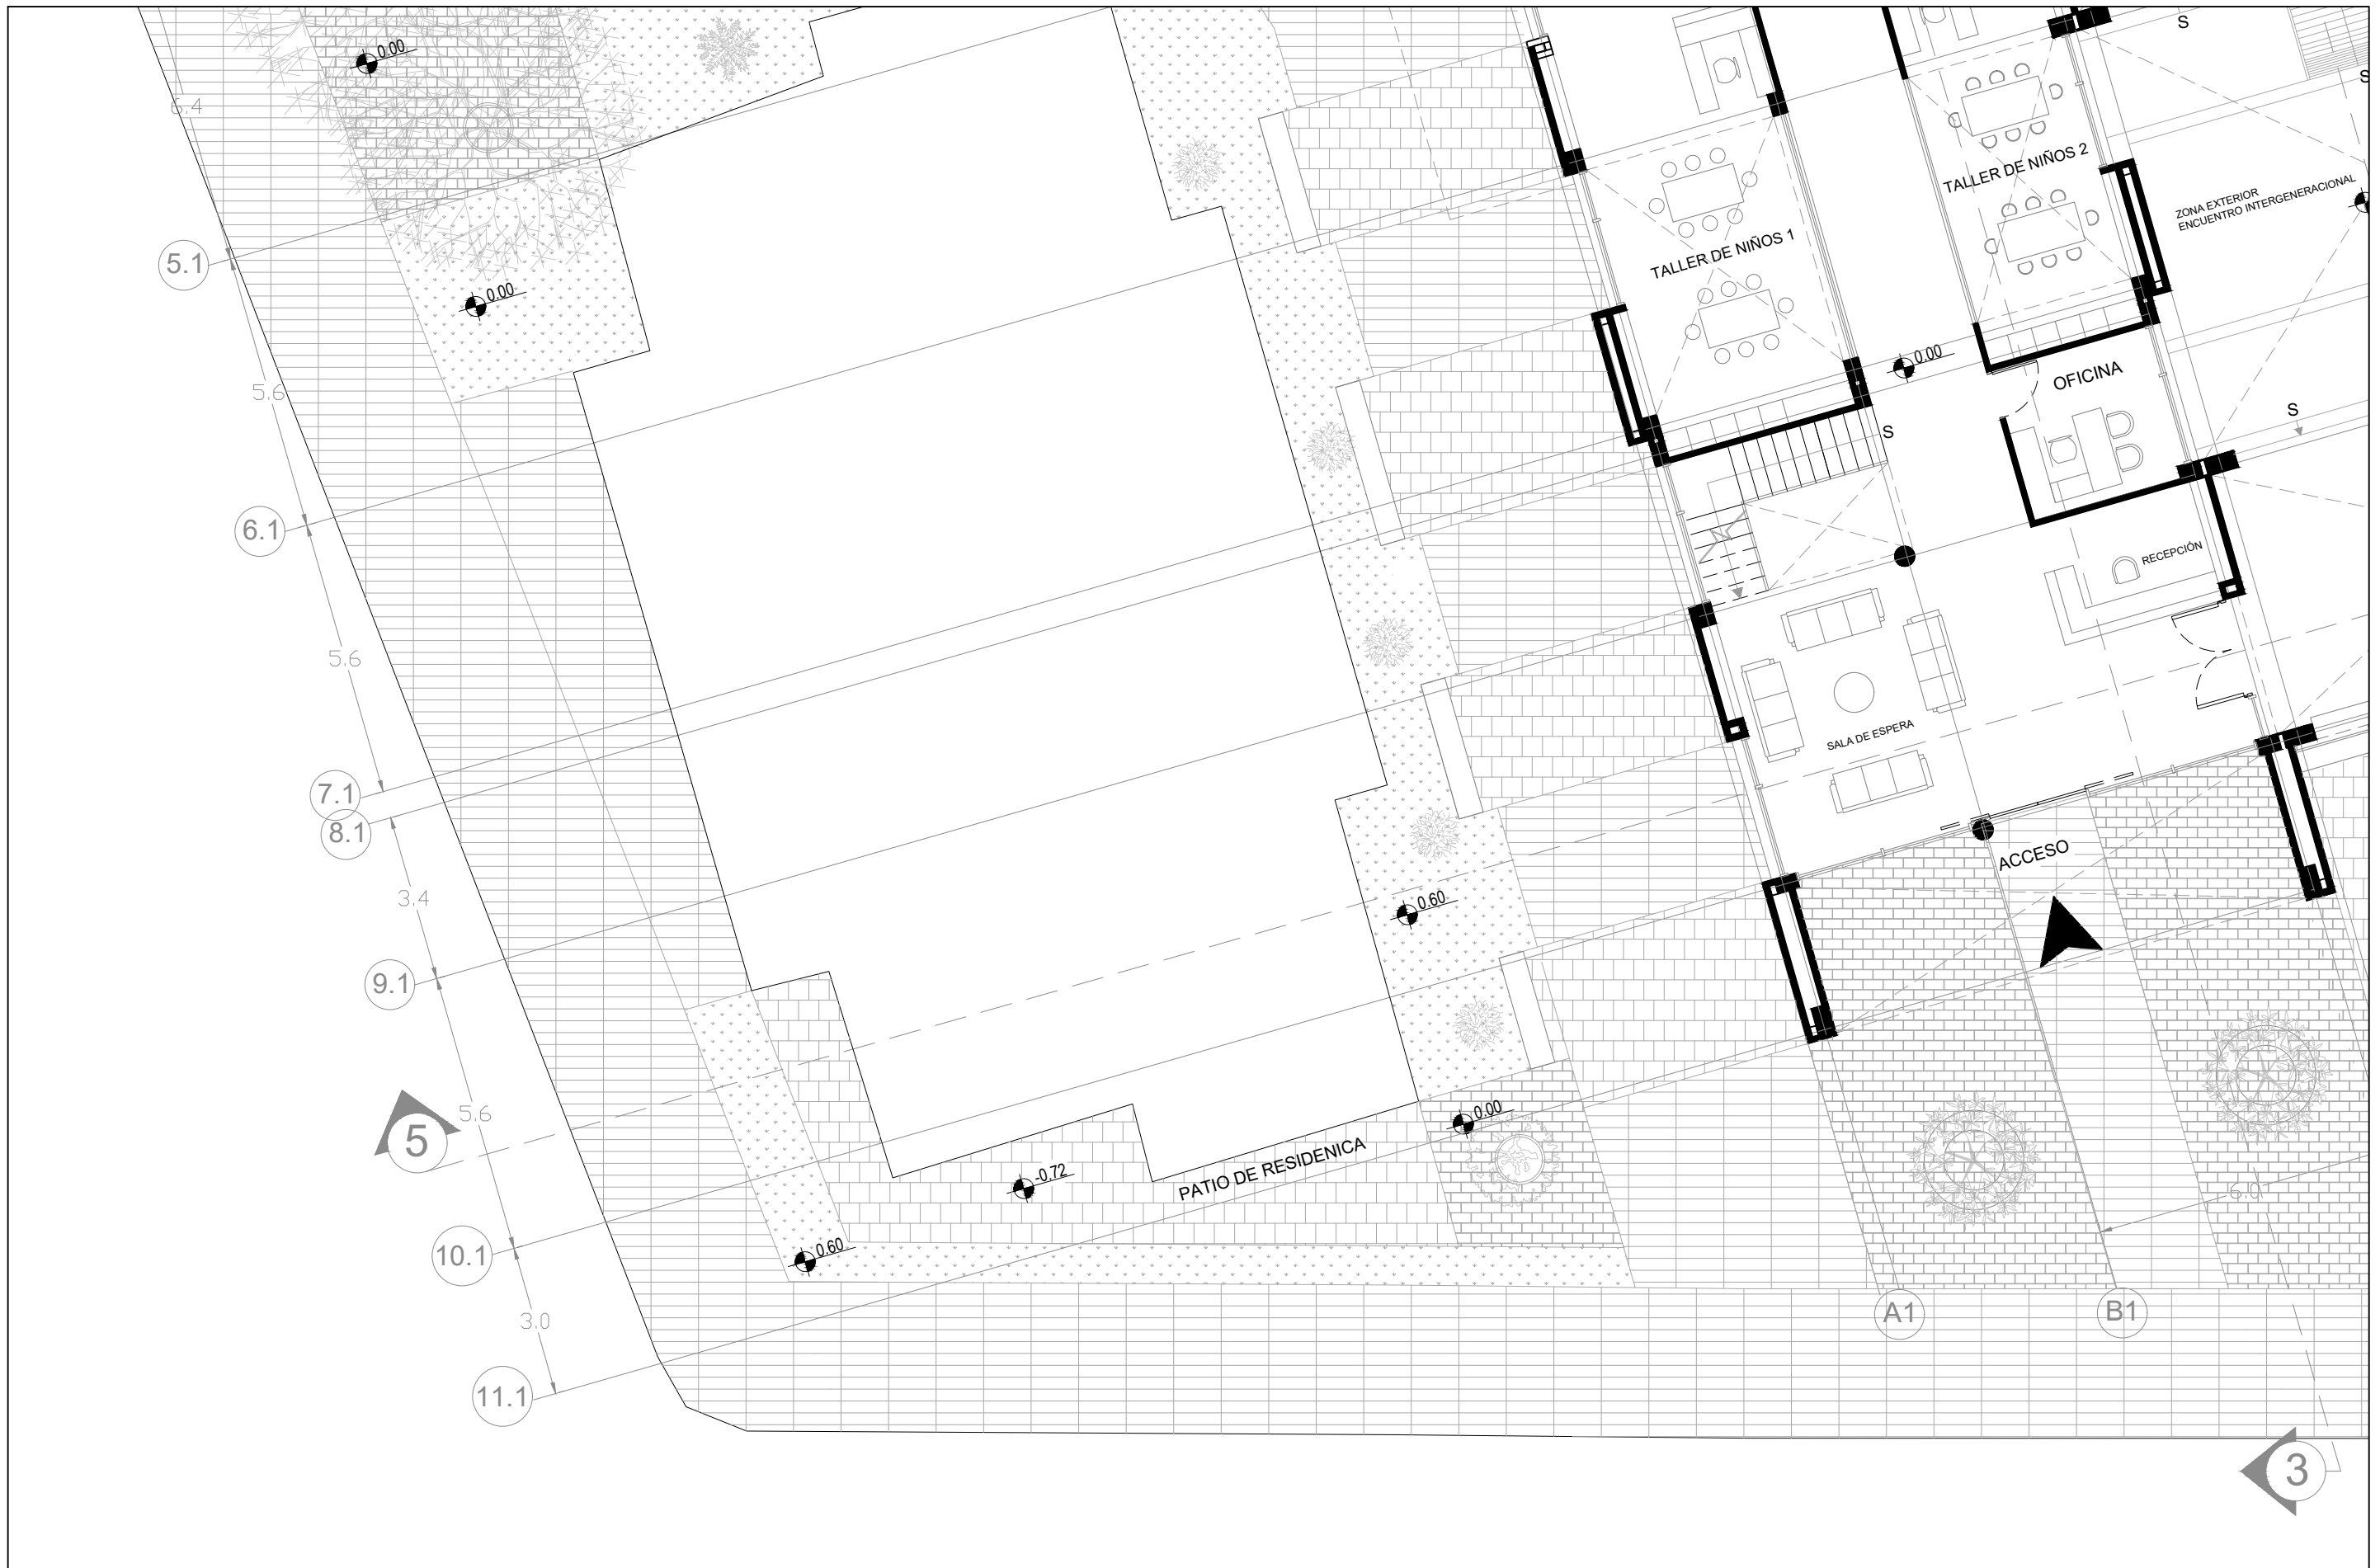 0.00
S
6.4
S
TALLER DE NIÑOS 2
ZONA EXTERIOR
ENCUENTRO INTERGENERACIONAL
TALLER DE NIÑOS 1
5.1
0.00
0.00
OFICINA
5.6
S
S
6.1
RECEPCIÓN
5.6
SALA DE ESPERA
7.1
8.1
ACCESO
3.4
0.60
9.1
5.6
0.00
5
PATIO DE RESIDENICA
-0.72
6.0
10.1
0.60
3.0
A1
B1
11.1
3